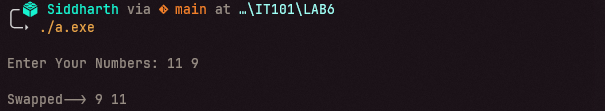 Siddharth via main at …\IT101\LAB6
./a.exe
Enter Your Numbers: 11 9
Swapped——> 9 11